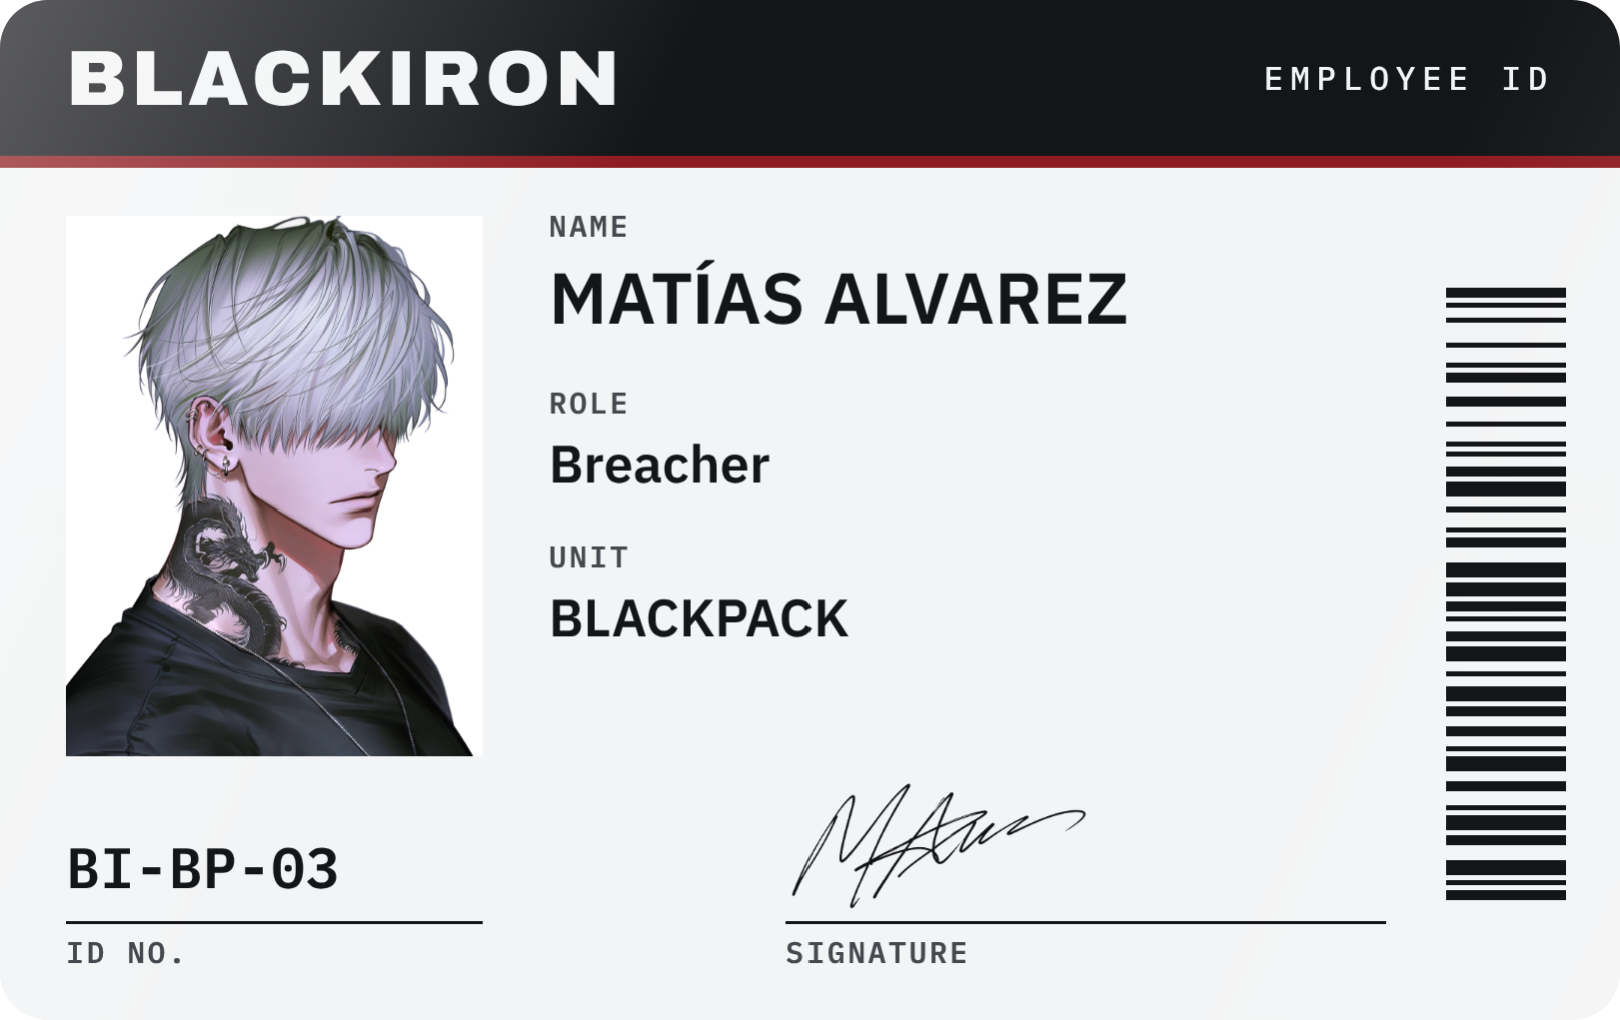 BLACKIRON
EMPLOYEE ID
NAME
MATÍAS ALVAREZ
ROLE
Breacher
UNIT
BLACKPACK
BI-BP-03
ID NO.
SIGNATURE